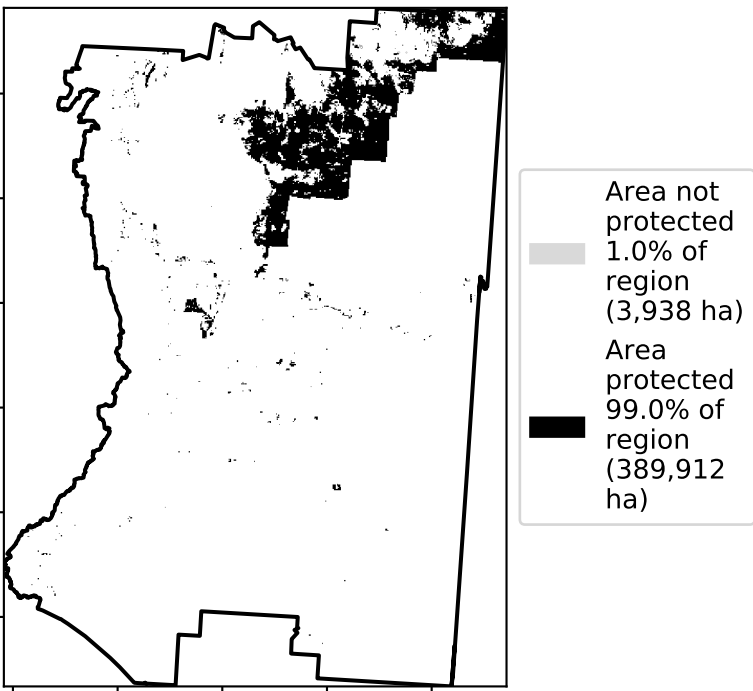 Area not
protected
1.0% of
region
(3,938 ha)
Area
protected
99.0% of
region
(389,912
ha)